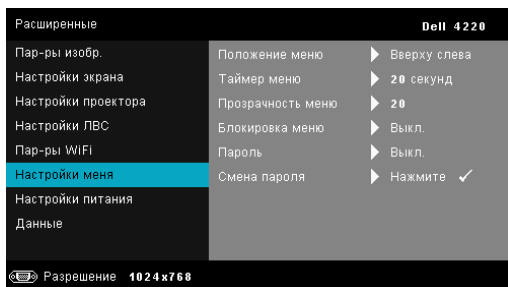 Расширенные Dell 4220
Пар-ры изобр. Положение меню Вверху слева
Настройки экрана Таймер меню 20 секунд
Настройки проектора Прозрачность меню 20
Настройки ЛВС Блокировка меню Выкл.
Пар-ры WiFi Пароль Выкл.
Настройки меня Смена пароля Нажмите ✓
Настройки питания
Данные
Разрешение 1024x768